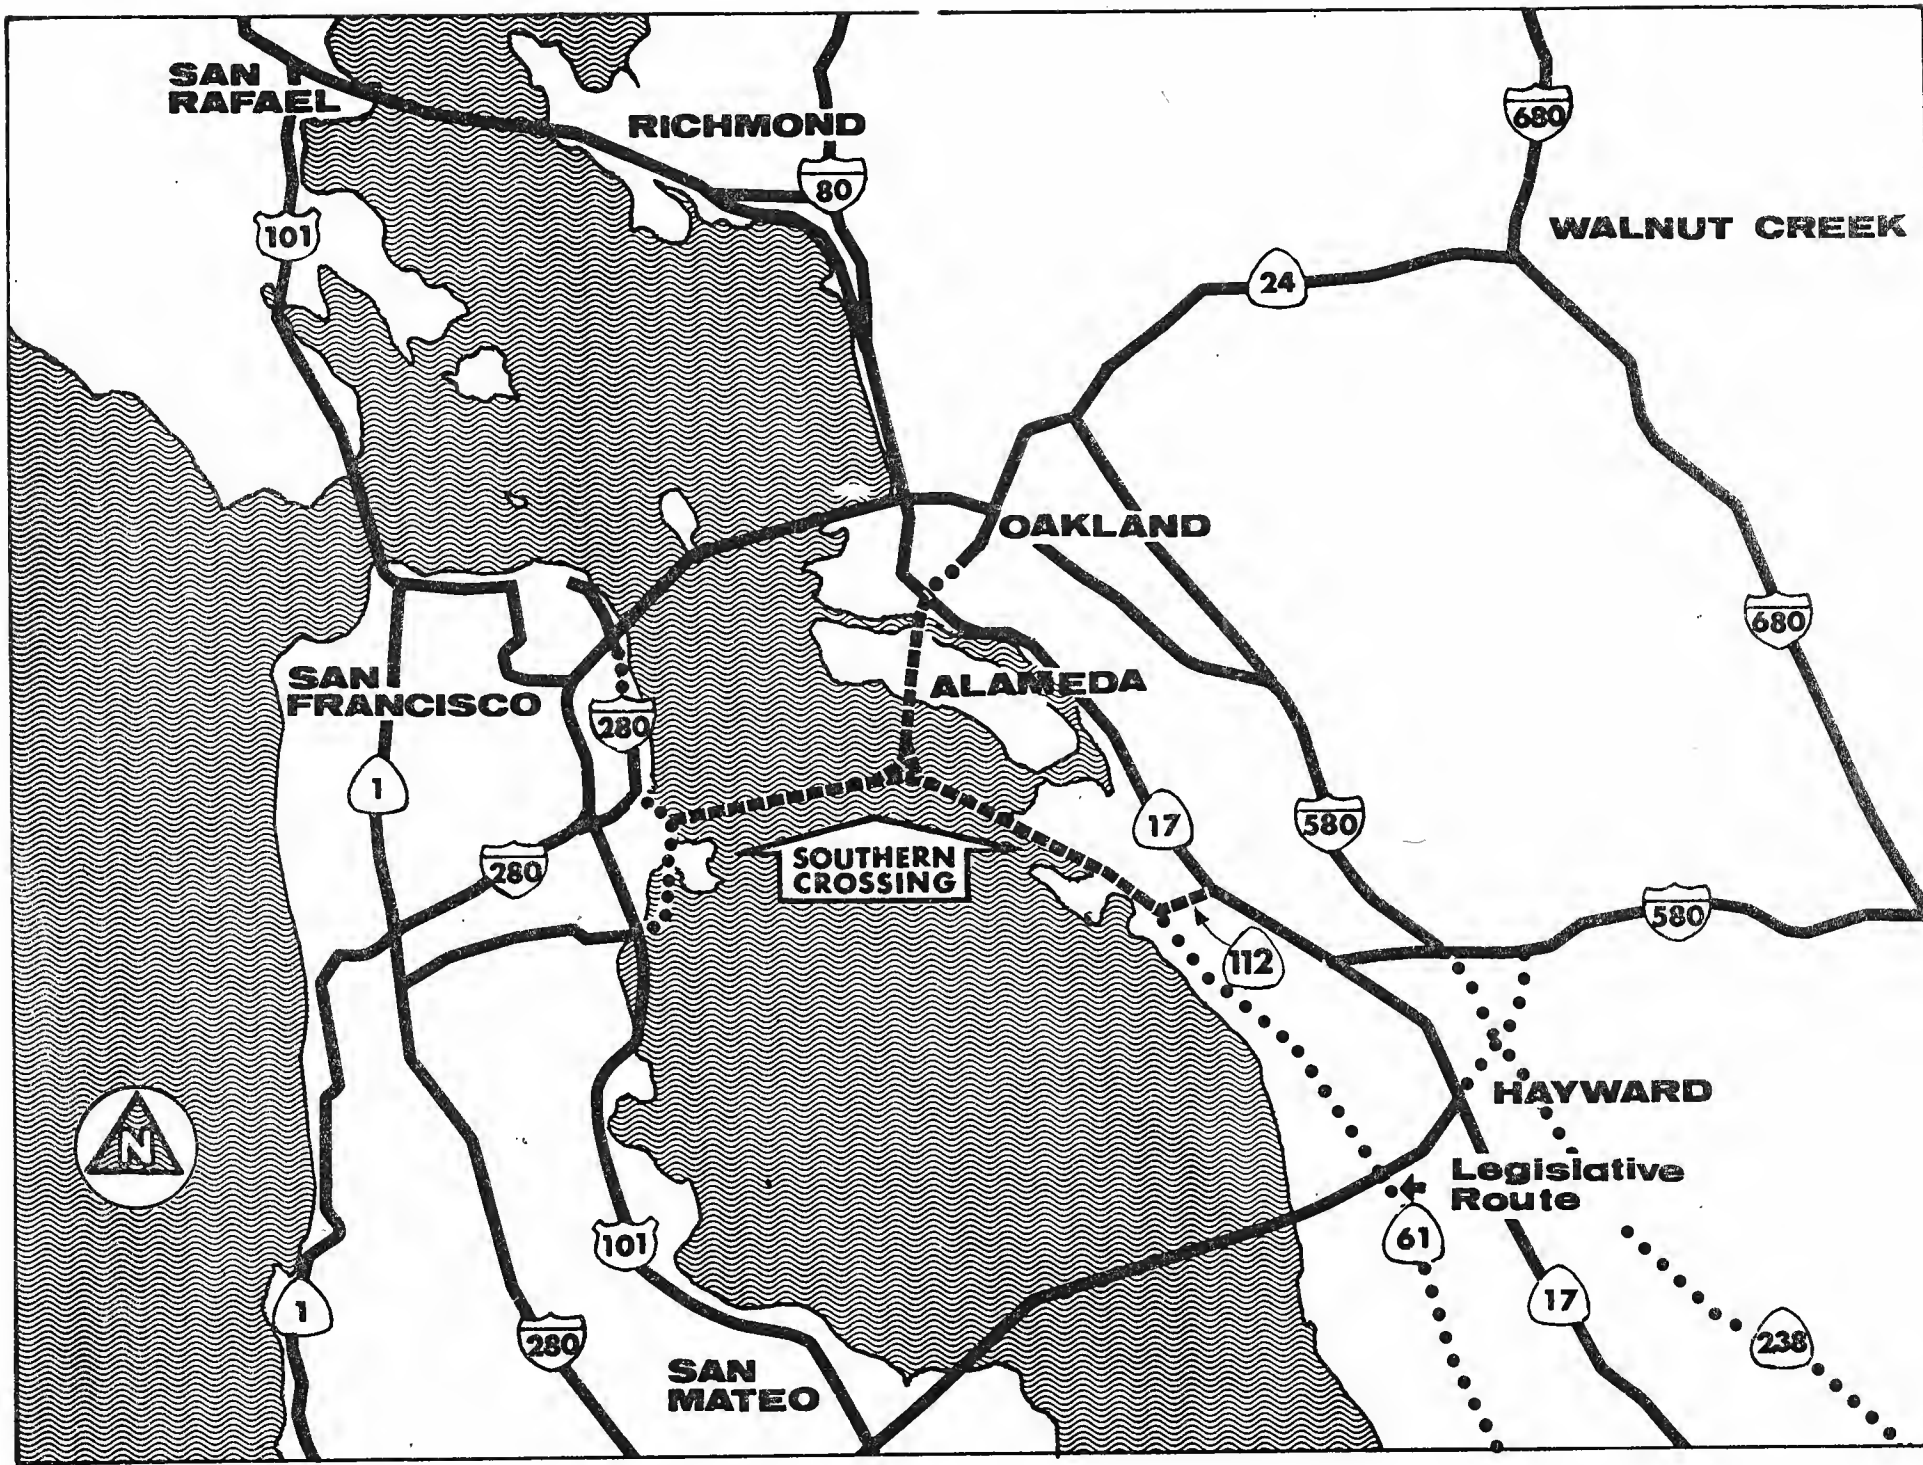 SAN
RAFAEL
RICHMOND
680
80
WALNUT CREEK
101
24
OAKLAND
680
SAN
FRANCISCO
ALAMEDA
280
1
17
580
SOUTHERN
CROSSING
280
580
112
HAYWARD
N
Legislative
Route
61
101
17
1
280
238
SAN
MATEO